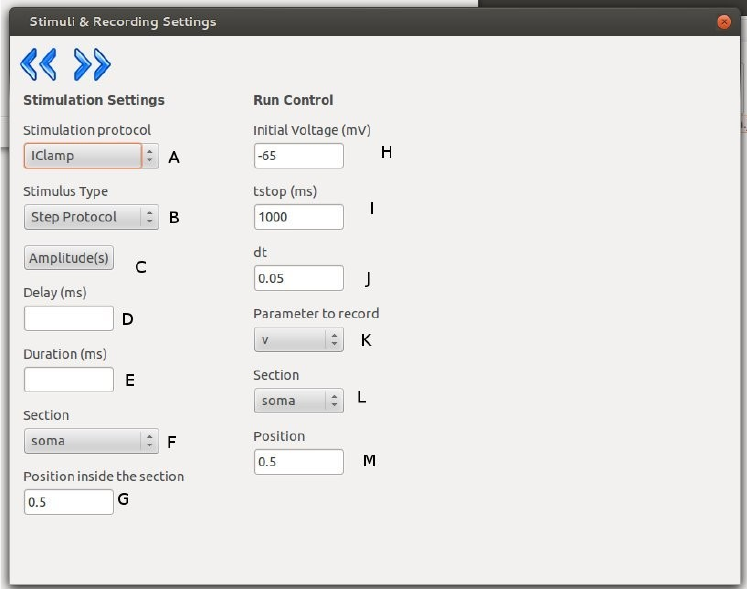 Stimuli & Recording Settings
Stimulation Settings
Stimulation protocol
IClamp A
Stimulus Type
Step Protocol B
Amplitude(s) C
Delay (ms)
D
Duration (ms)
E
Section
soma F
Position inside the section
0.5 G
Run Control
Initial Voltage (mV)
-65 H
tstop (ms)
1000 I
dt
0.05 J
Parameter to record
v K
Section
soma L
Position
0.5 M